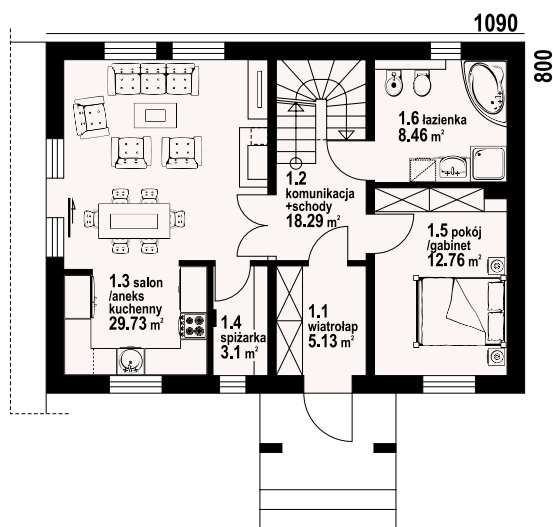 1090
800
1.6 łazienka
8.46 m²
1.2
komunikacja
+schody
18.29 m²
1.5 pokój
/gabinet
12.76 m²
1.3 salon
/aneks
kuchenny
29.73 m²
1.4
spiżarka
3.1 m²
1.1
wiatrołap
5.13 m²